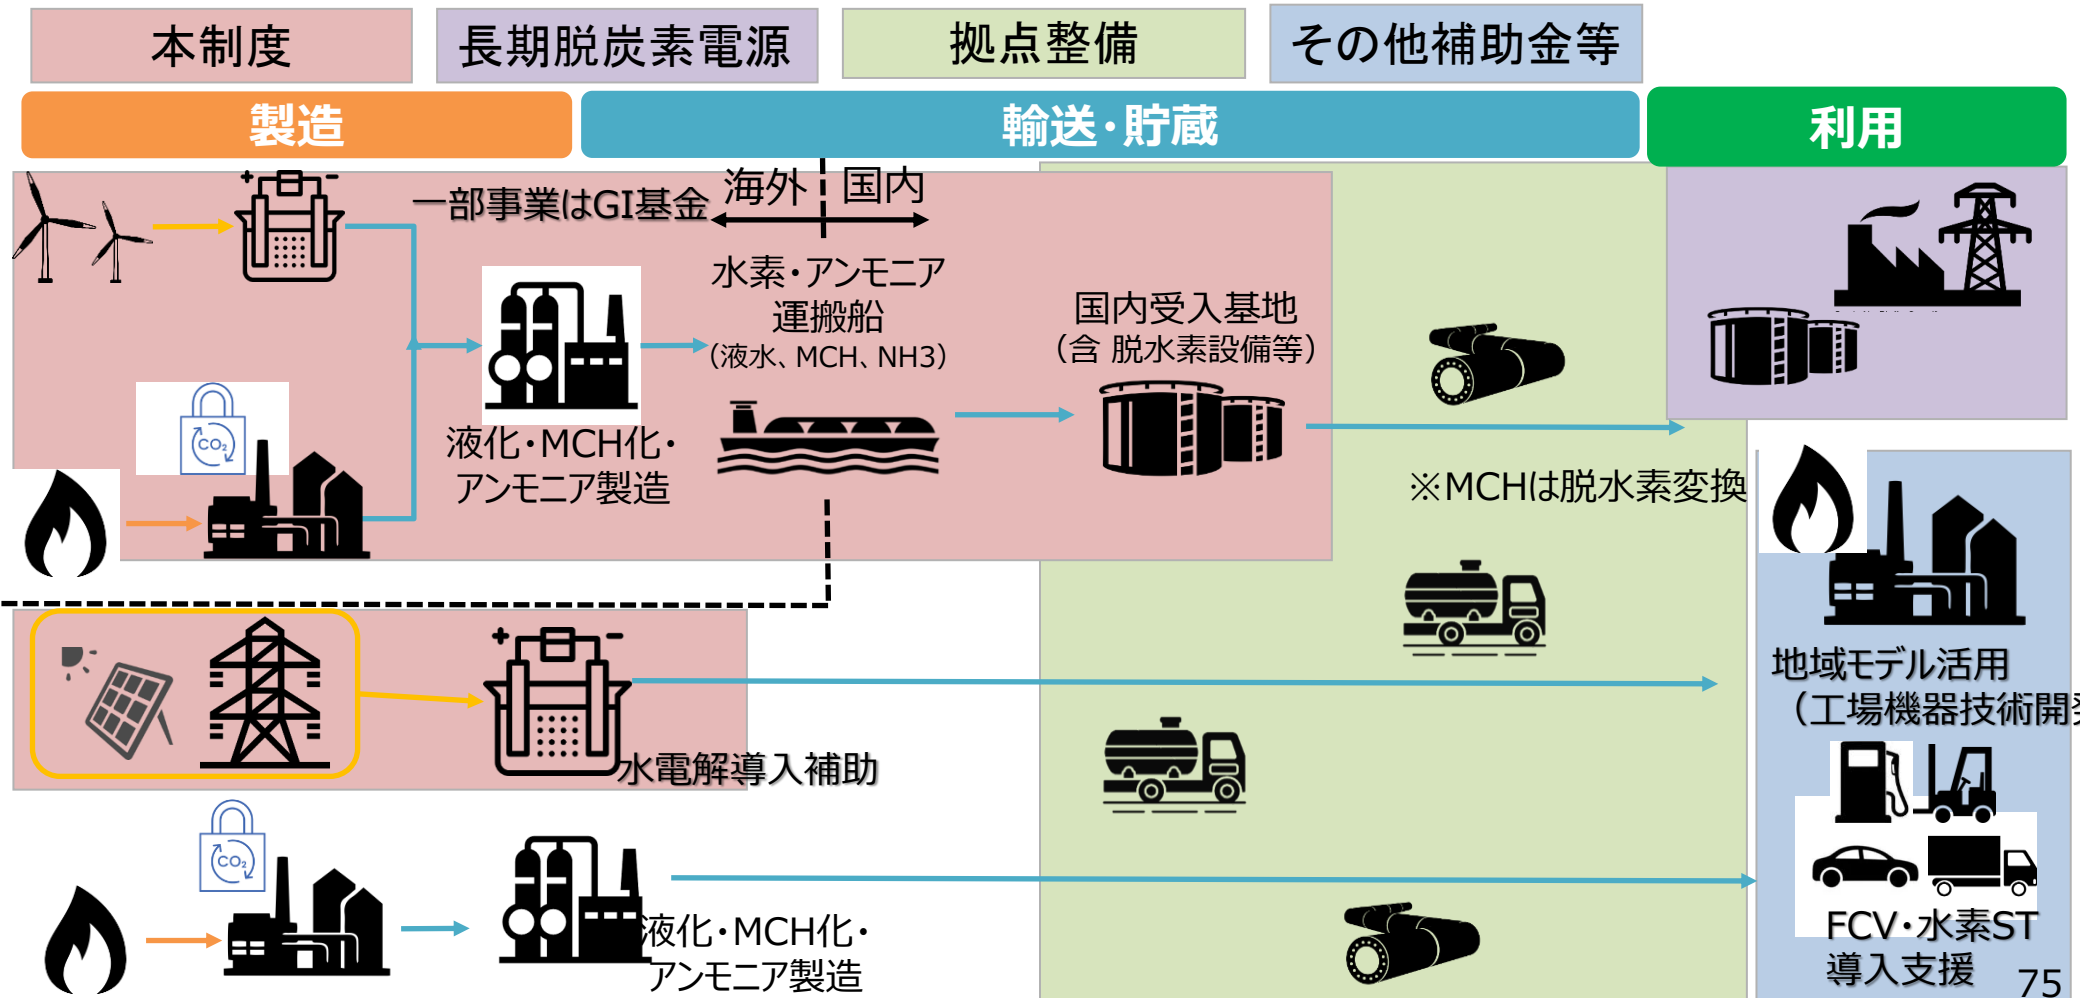 本制度
長期脱炭素電源
拠点整備
その他補助金等
製造
輸送・貯蔵
利用
一部事業はGI基金
海外
国内
水素・アンモニア
運搬船
（液水、MCH、NH3）
国内受入基地
（含 脱水素設備等）
CO₂
液化・MCH化・
アンモニア製造
※MCHは脱水素変換
地域モデル活用
（工場機器技術開発
水電解導入補助
CO₂
液化・MCH化・
アンモニア製造
FCV・水素ST
導入支援
75